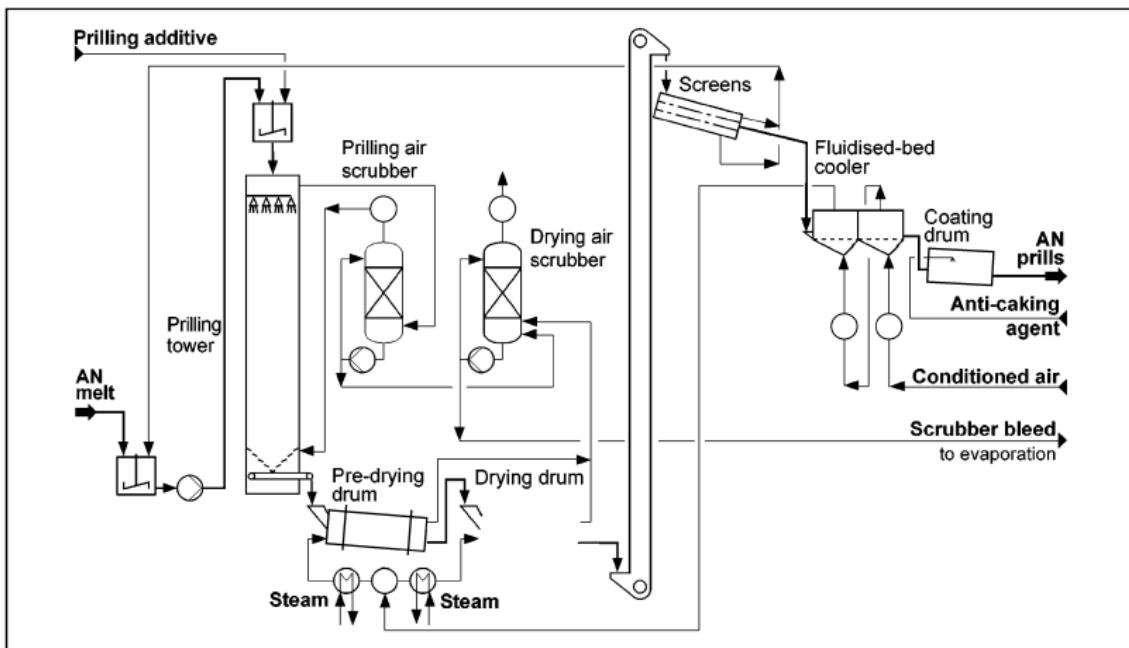 Prilling additive
Screens
Prilling air
scrubber
Fluidised-bed
cooler
Drying air
scrubber
Coating
drum
AN
prills
Prilling
tower
Anti-caking
agent
AN
melt
Conditioned air
Scrubber bleed
to evaporation
Pre-drying
drum
Drying drum
Steam
Steam